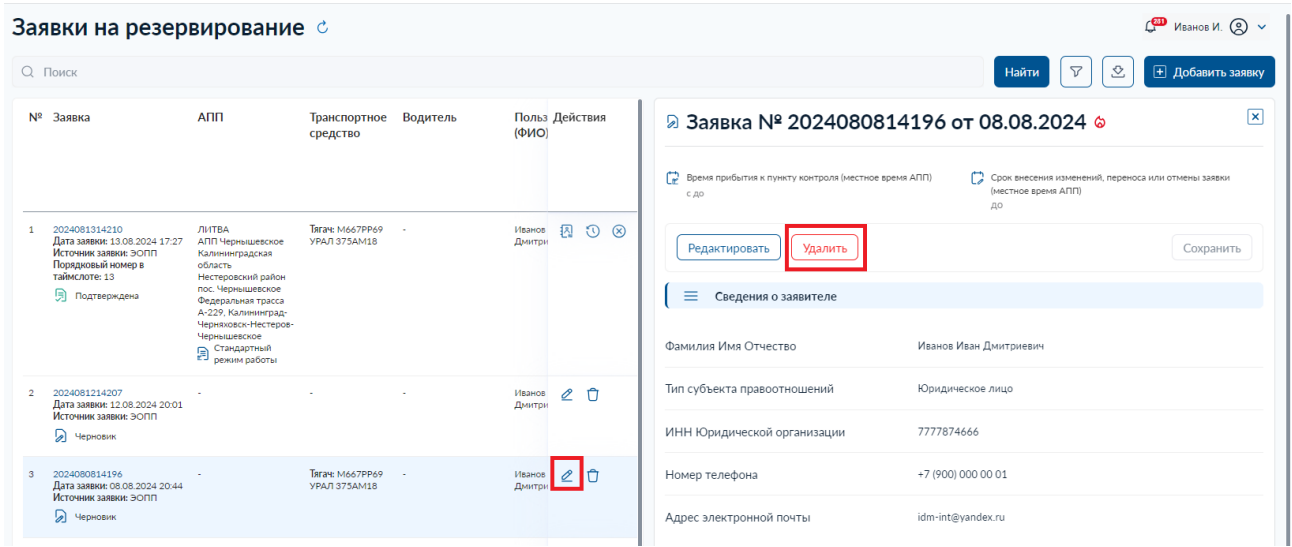 Заявки на резервирование
281
Иванов И.
Поиск
Найти
Добавить заявку
№ Заявка АПП Транспортное средство Водитель Польз (ФИО) Действия
1
2024081314210
Дата заявки: 13.08.2024 17:27
Источник заявки: ЭОПП
Порядковый номер в
таймслоте: 13
Подтверждена
ЛИТВА
АПП Чернышевское
Калининградская
область
Нестеровский район
пос. Чернышевское
Федеральная трасса
А-229, Калининград-
Черняховск-Нестеров-
Чернышевское
Стандартный
режим работы
Тягач: М667РР69
УРАЛ 375АМ18
-
Иванов
Дмитри
2
2024081214207
Дата заявки: 12.08.2024 20:01
Источник заявки: ЭОПП
Черновик
-
-
-
Иванов
Дмитри
3
2024080814196
Дата заявки: 08.08.2024 20:44
Источник заявки: ЭОПП
Черновик
-
Тягач: М667РР69
УРАЛ 375АМ18
-
Иванов
Дмитри
Заявка № 2024080814196 от 08.08.2024
Время прибытия к пункту контроля (местное время АПП)
с до
Срок внесения изменений, переноса или отмены заявки
(местное время АПП)
до
Редактировать
Удалить
Сохранить
Сведения о заявителе
Фамилия Имя Отчество Иванов Иван Дмитриевич
Тип субъекта правоотношений Юридическое лицо
ИНН Юридической организации 7777874666
Номер телефона +7 (900) 000 00 01
Адрес электронной почты idm-int@yandex.ru